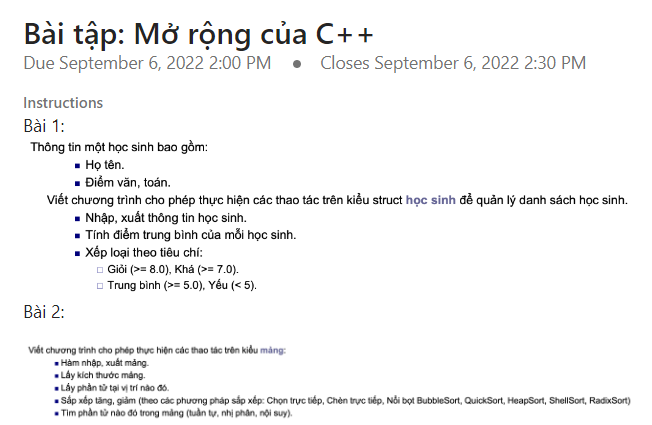 Bài tập: Mở rộng của C++
Due September 6, 2022 2:00 PM • Closes September 6, 2022 2:30 PM
Instructions
Bài 1:
Thông tin một học sinh bao gồm:
Họ tên.
Điểm văn, toán.
Viết chương trình cho phép thực hiện các thao tác trên kiểu struct học sinh để quản lý danh sách học sinh.
Nhập, xuất thông tin học sinh.
Tính điểm trung bình của mỗi học sinh.
Xếp loại theo tiêu chí:
Giỏi (>= 8.0), Khá (>= 7.0).
Trung bình (>= 5.0), Yếu (< 5).
Bài 2:
Viết chương trình cho phép thực hiện các thao tác trên kiểu mảng:
Hàm nhập, xuất mảng.
Lấy kích thước mảng.
Lấy phần tử tại vị trí nào đó.
Sắp xếp tăng, giảm (theo các phương pháp sắp xếp: Chọn trực tiếp, Chèn trực tiếp, Nổi bọt BubbleSort, QuickSort, HeapSort, ShellSort, RadixSort)
Tìm phần tử nào đó trong mảng (tuần tự, nhị phân, nội suy).